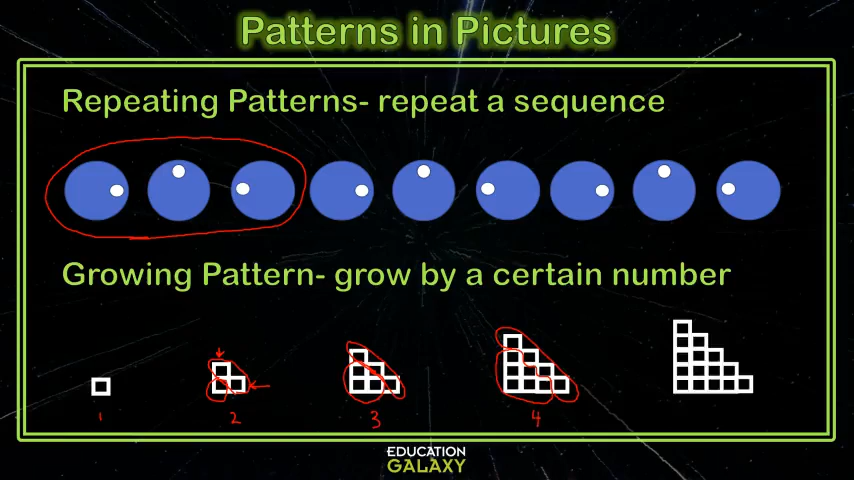 Patterns in Pictures
Repeating Patterns- repeat a sequence
Growing Pattern- grow by a certain number
1 2 3 4
EDUCATION
GALAXY